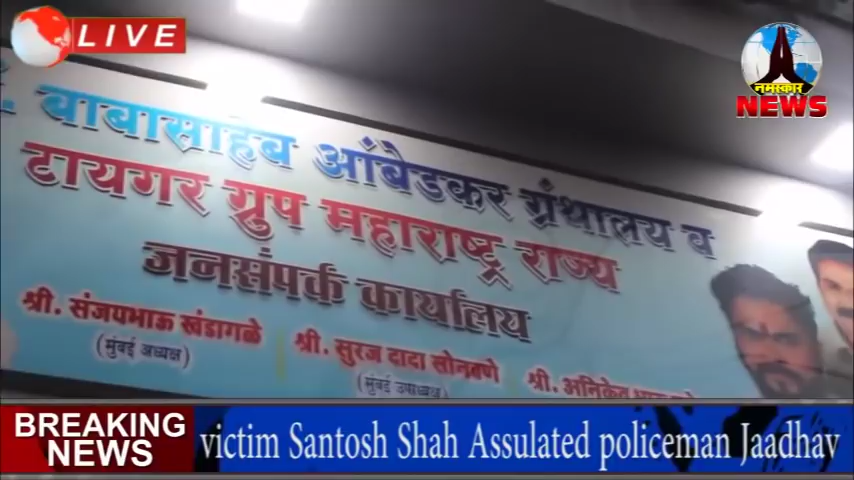 LIVE
नमस्कार
NEWS
बाबासाहब आंबेडकर ग्रंथालय व
टायगर ग्रुप महाराष्ट्र राज्य
जनसंपर्क कार्यालय
श्री. संजयभाऊ खंडागळे
(मुंबई अध्यक्ष)
श्री. सुरज दादा सोनवणे
(मुंबई उपाध्यक्ष)
श्री. अनिकेत
BREAKING
NEWS
victim Santosh Shah Assulated policeman Jaadhav